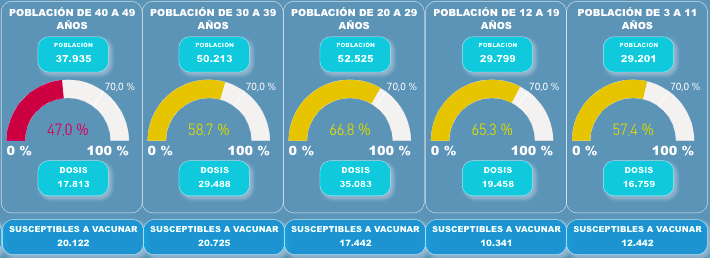 POBLACIÓN DE 40 A 49
AÑOS
POBLACIÓN
37.935
70,0 %
47.0 %
0 %
100 %
DOSIS
17.813
SUSCEPTIBLES A VACUNAR
20.122
POBLACIÓN DE 30 A 39
AÑOS
POBLACIÓN
50.213
70,0 %
58.7 %
0 %
100 %
DOSIS
29.488
SUSCEPTIBLES A VACUNAR
20.725
POBLACIÓN DE 20 A 29
AÑOS
POBLACIÓN
52.525
70,0 %
66.8 %
0 %
100 %
DOSIS
35.083
SUSCEPTIBLES A VACUNAR
17.442
POBLACIÓN DE 12 A 19
AÑOS
POBLACIÓN
29.799
70,0 %
65.3 %
0 %
100 %
DOSIS
19.458
SUSCEPTIBLES A VACUNAR
10.341
POBLACIÓN DE 3 A 11
AÑOS
POBLACIÓN
29.201
70,0 %
57.4 %
0 %
100 %
DOSIS
16.759
SUSCEPTIBLES A VACUNAR
12.442